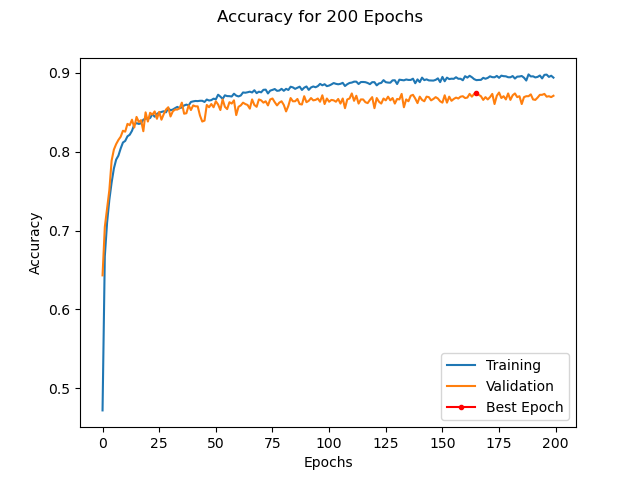 Accuracy for 200 Epochs
Accuracy
0.9
0.8
0.7
0.6
0.5
0 25 50 75 100 125 150 175 200
Epochs
Training
Validation
Best Epoch